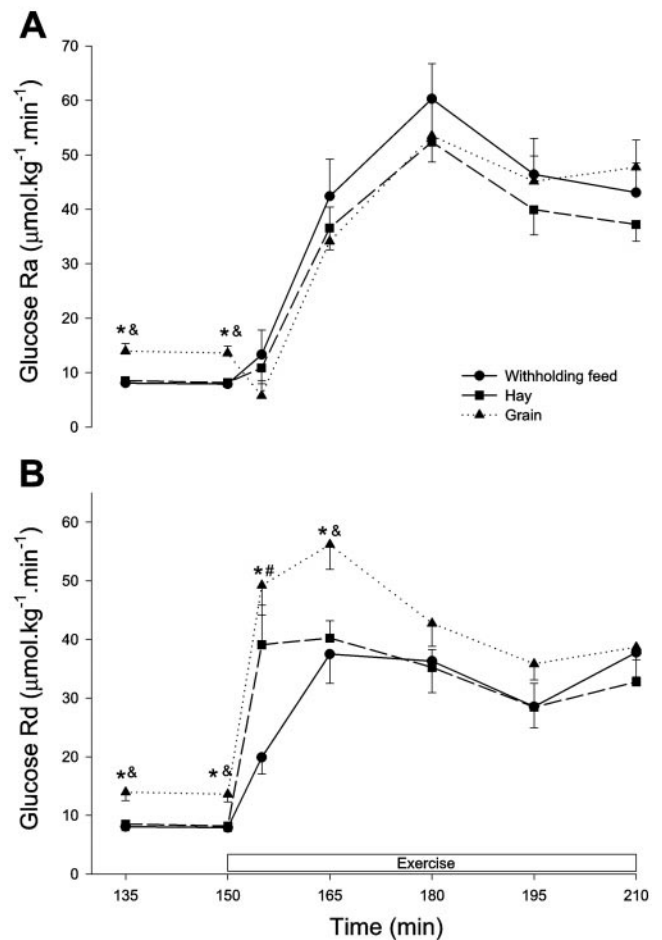 A
70
60
50
40
30
20
10
0
Glucose Ra (μmol.kg⁻¹.min⁻¹)
*& *&
Withholding feed
Hay
Grain
B
60
50
40
30
20
10
0
Glucose Rd (μmol.kg⁻¹.min⁻¹)
*&
*#
*& *&
Exercise
135 150 165 180 195 210
Time (min)